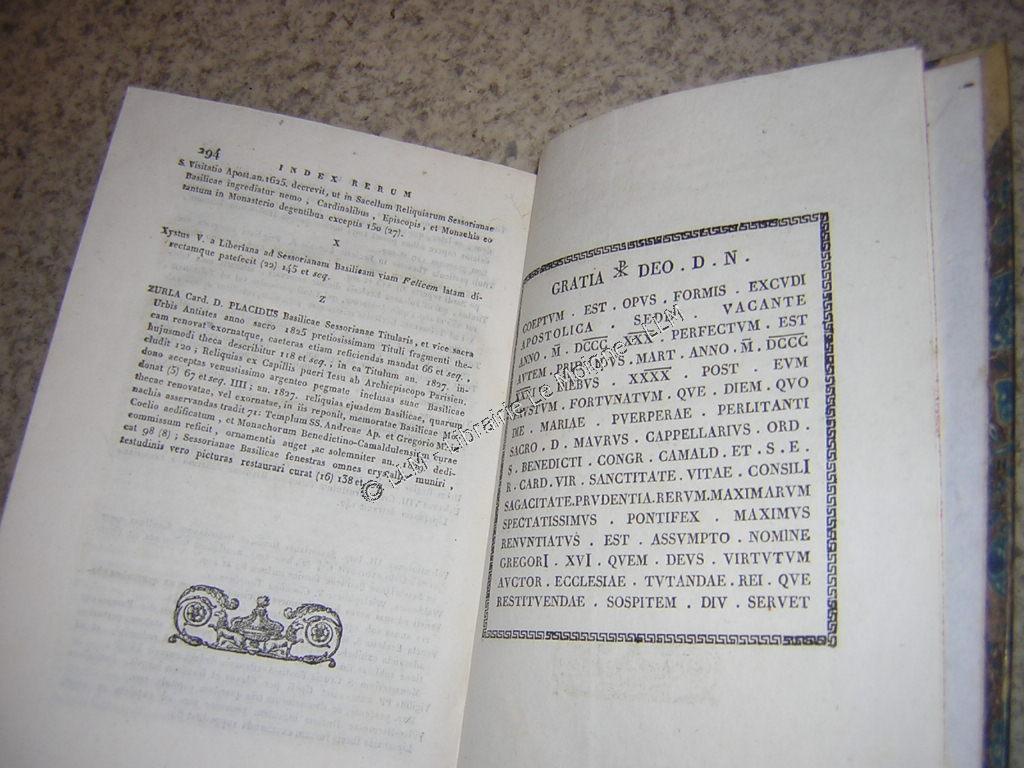 294
INDEX RERUM
S. Visitatio Apost. an. 1625. decrevit, ut in Sacellum Reliquiarum Sessorianae
Basilicae ingrediatur nemo, Cardinalibus, Episcopis, et Monachis eo
tantum in Monasterio degentibus exceptis 150 (27).
X
Xystus V. a Liberiana ad Sessorianam Basilicam viam Felicem latam di-
rectamque patefecit (22) 145 et seq.
Z
ZURLA Card. D. PLACIDUS Basilicae Sessorianae Titularis, et vice sacra
Urbis Antistes anno sacro 1825 pretiosissimam Tituli fragmenti the-
cam renovat exornatque, caeteras etiam reficiendas mandat 66 et seq.
hujusmodi theca describitur 118 et seq.; in ea Titulum an. 1827. in-
cludit 120; Reliquias ex Capillis pueri Iesu ab Archiepiscopo Parisien.
dono acceptas venustissimo argenteo pegmate inclusas suae Basilicae
donat (5) 67 et seq. an. 1827. reliquias ejusdem Basilicae, quarum
thecae renovatae, vel exornatae, in iis reponit, memoratae Basilicae Mo-
nachis asservandas tradit 71: Templum SS. Andreae Ap. et Gregorio M. in
Coelio aedificatum, et Monachorum Benedictino-Camaldulensium curae
commissum reficit, ornamentis auget, ac solemniter an. dedi-
cat 98 (8); Sessorianae Basilicae fenestras omnes muniri,
testudinis vero picturas restaurari curat (16) 138 et
GRATIA ☧ DEO . D . N .
COEPTVM . EST . OPVS . FORMIS . EXCVDI
APOSTOLICA . SEDE . VACANTE
ANNO . M̅ . DCCC . XXX . PERFECTVM . EST
AVTEM . PRIDI MART . ANNO . M̅ . DCCC
DIEBVS . XXXX . POST . EVM
FAVSTVM . FORTVNATVM . QVE . DIEM . QVO
DIE . MARIAE . PVERPERAE . PERLITANTI
SACRO . D . MAVRVS . CAPPELLARIVS . ORD .
S . BENEDICTI . CONGR . CAMALD . ET . S . E .
R . CARD . VIR . SANCTITATE . VITAE . CONSILI
SAGACITATE . PRVDENTIA . RERVM . MAXIMARVM
SPECTATISSIMVS . PONTIFEX . MAXIMVS
RENVNTIATVS . EST . ASSVMPTO . NOMINE
GREGORI . XVI . QVEM . DEVS . VIRTVTVM
AVCTOR . ECCLESIAE . TVTANDAE . REI . QVE
RESTITVENDAE . SOSPITEM . DIV . SERVET
© LLM - Librairie Le Moigne - LLM